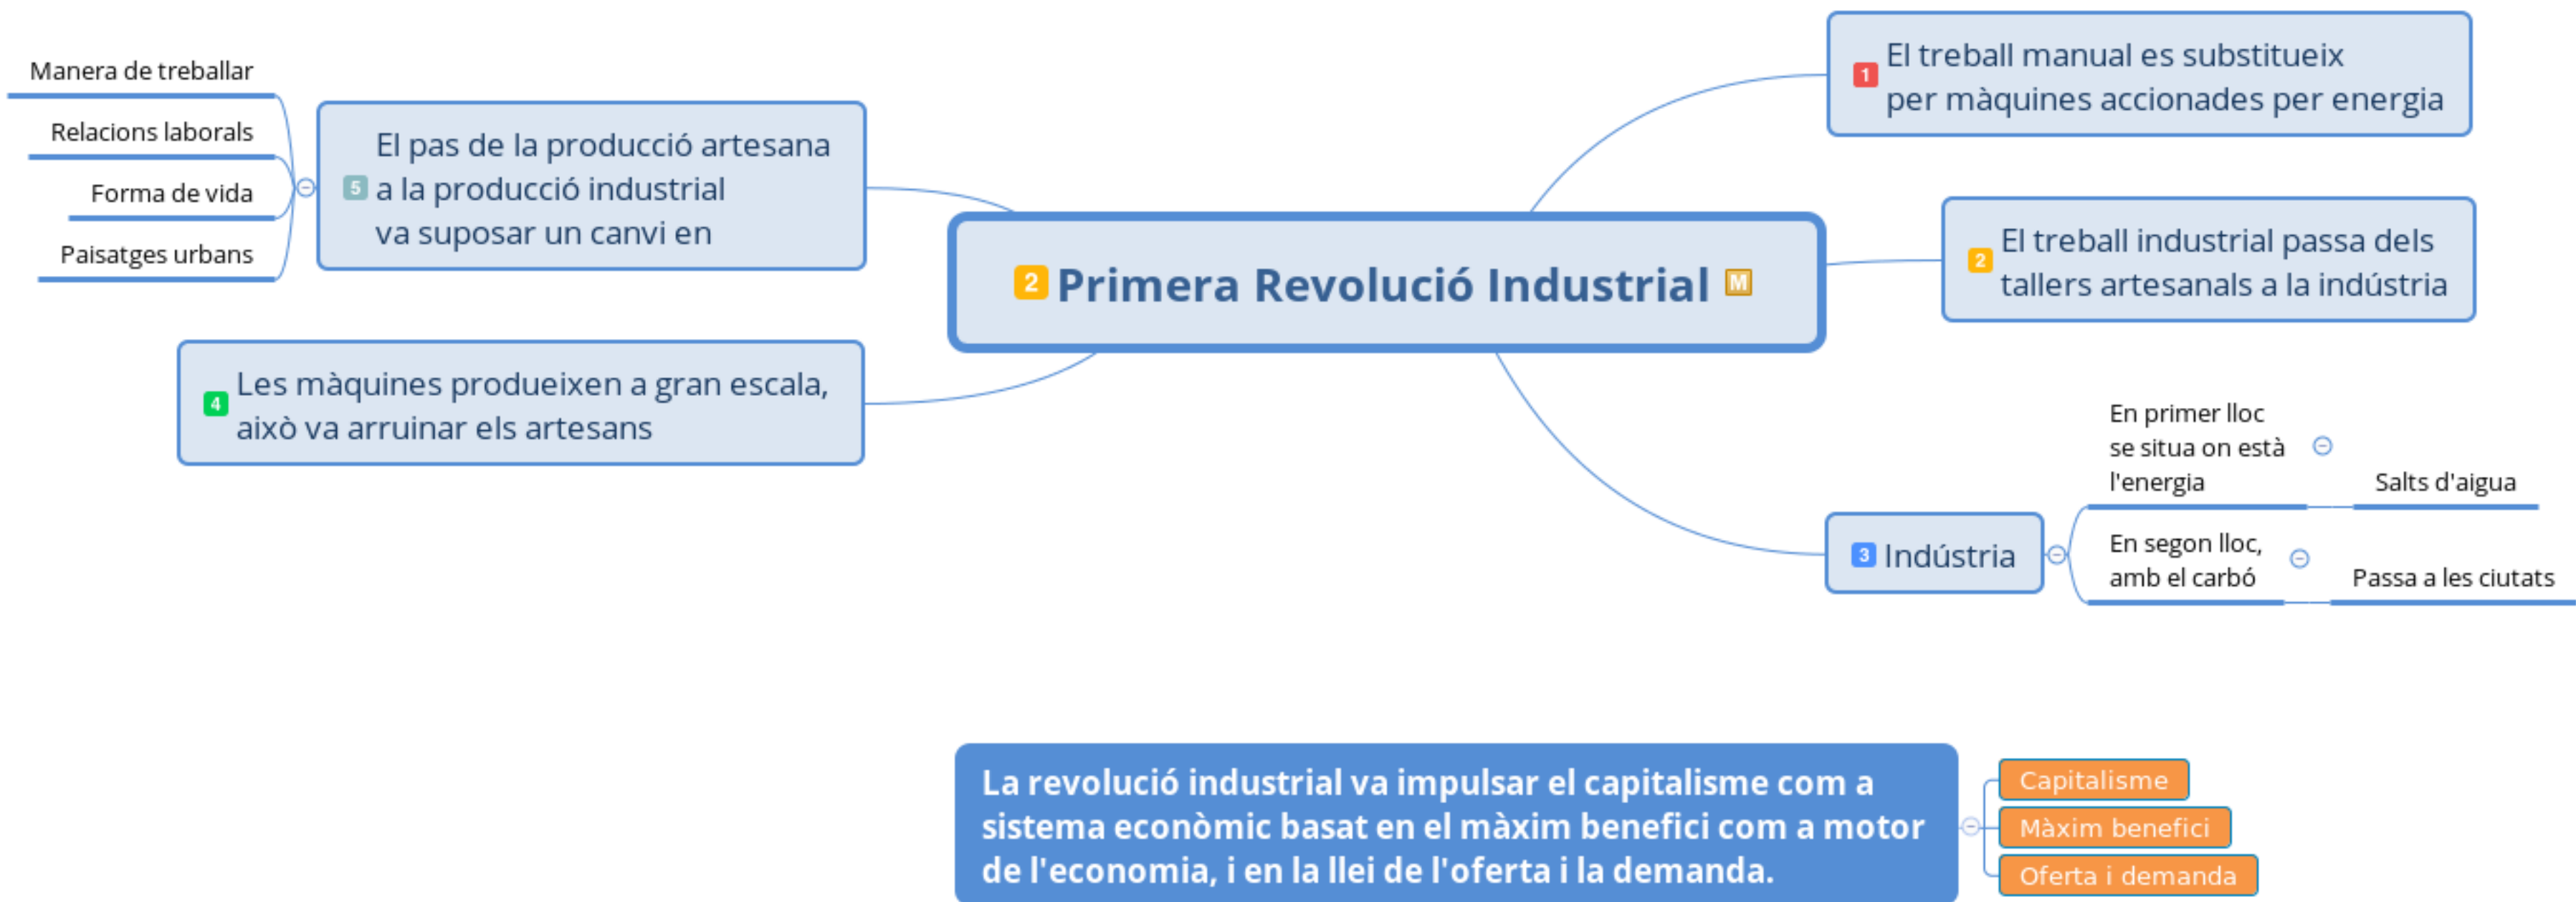 2 Primera Revolució Industrial M
1 El treball manual es substitueix
per màquines accionades per energia
2 El treball industrial passa dels
tallers artesanals a la indústria
3 Indústria
En primer lloc
se situa on està
l'energia
Salts d'aigua
En segon lloc,
amb el carbó
Passa a les ciutats
4 Les màquines produeixen a gran escala,
això va arruinar els artesans
5 El pas de la producció artesana
a la producció industrial
va suposar un canvi en
Manera de treballar
Relacions laborals
Forma de vida
Paisatges urbans
La revolució industrial va impulsar el capitalisme com a
sistema econòmic basat en el màxim benefici com a motor
de l'economia, i en la llei de l'oferta i la demanda.
Capitalisme
Màxim benefici
Oferta i demanda